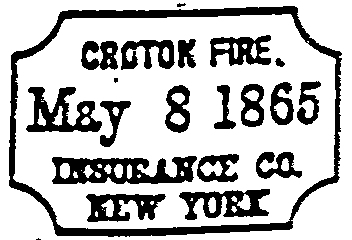 CROTON FIRE.
May 8 1865
INSURANCE CO.
NEW YORK